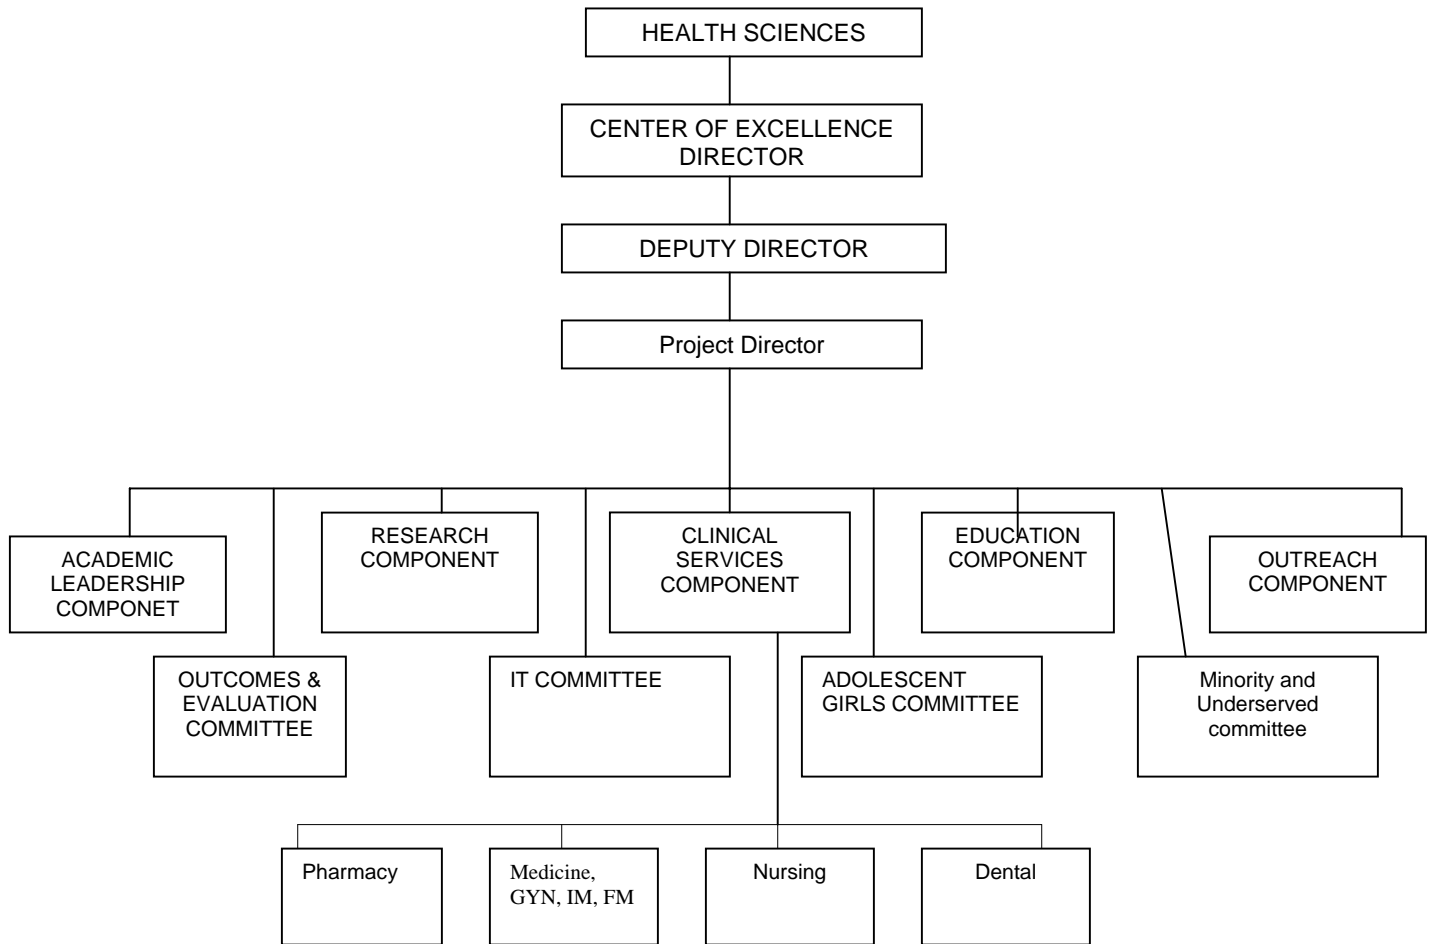 HEALTH SCIENCES
CENTER OF EXCELLENCE
DIRECTOR
DEPUTY DIRECTOR
Project Director
ACADEMIC
LEADERSHIP
COMPONET
RESEARCH
COMPONENT
CLINICAL
SERVICES
COMPONENT
EDUCATION
COMPONENT
OUTREACH
COMPONENT
OUTCOMES &
EVALUATION
COMMITTEE
IT COMMITTEE
ADOLESCENT
GIRLS COMMITTEE
Minority and
Underserved
committee
Pharmacy
Medicine,
GYN, IM, FM
Nursing
Dental